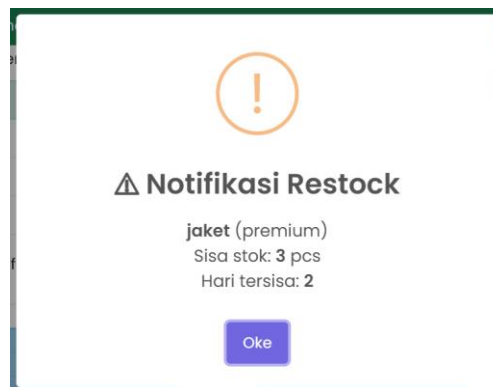 ⚠ Notifikasi Restock
jaket (premium)
Sisa stok: 3 pcs
Hari tersisa: 2
Oke